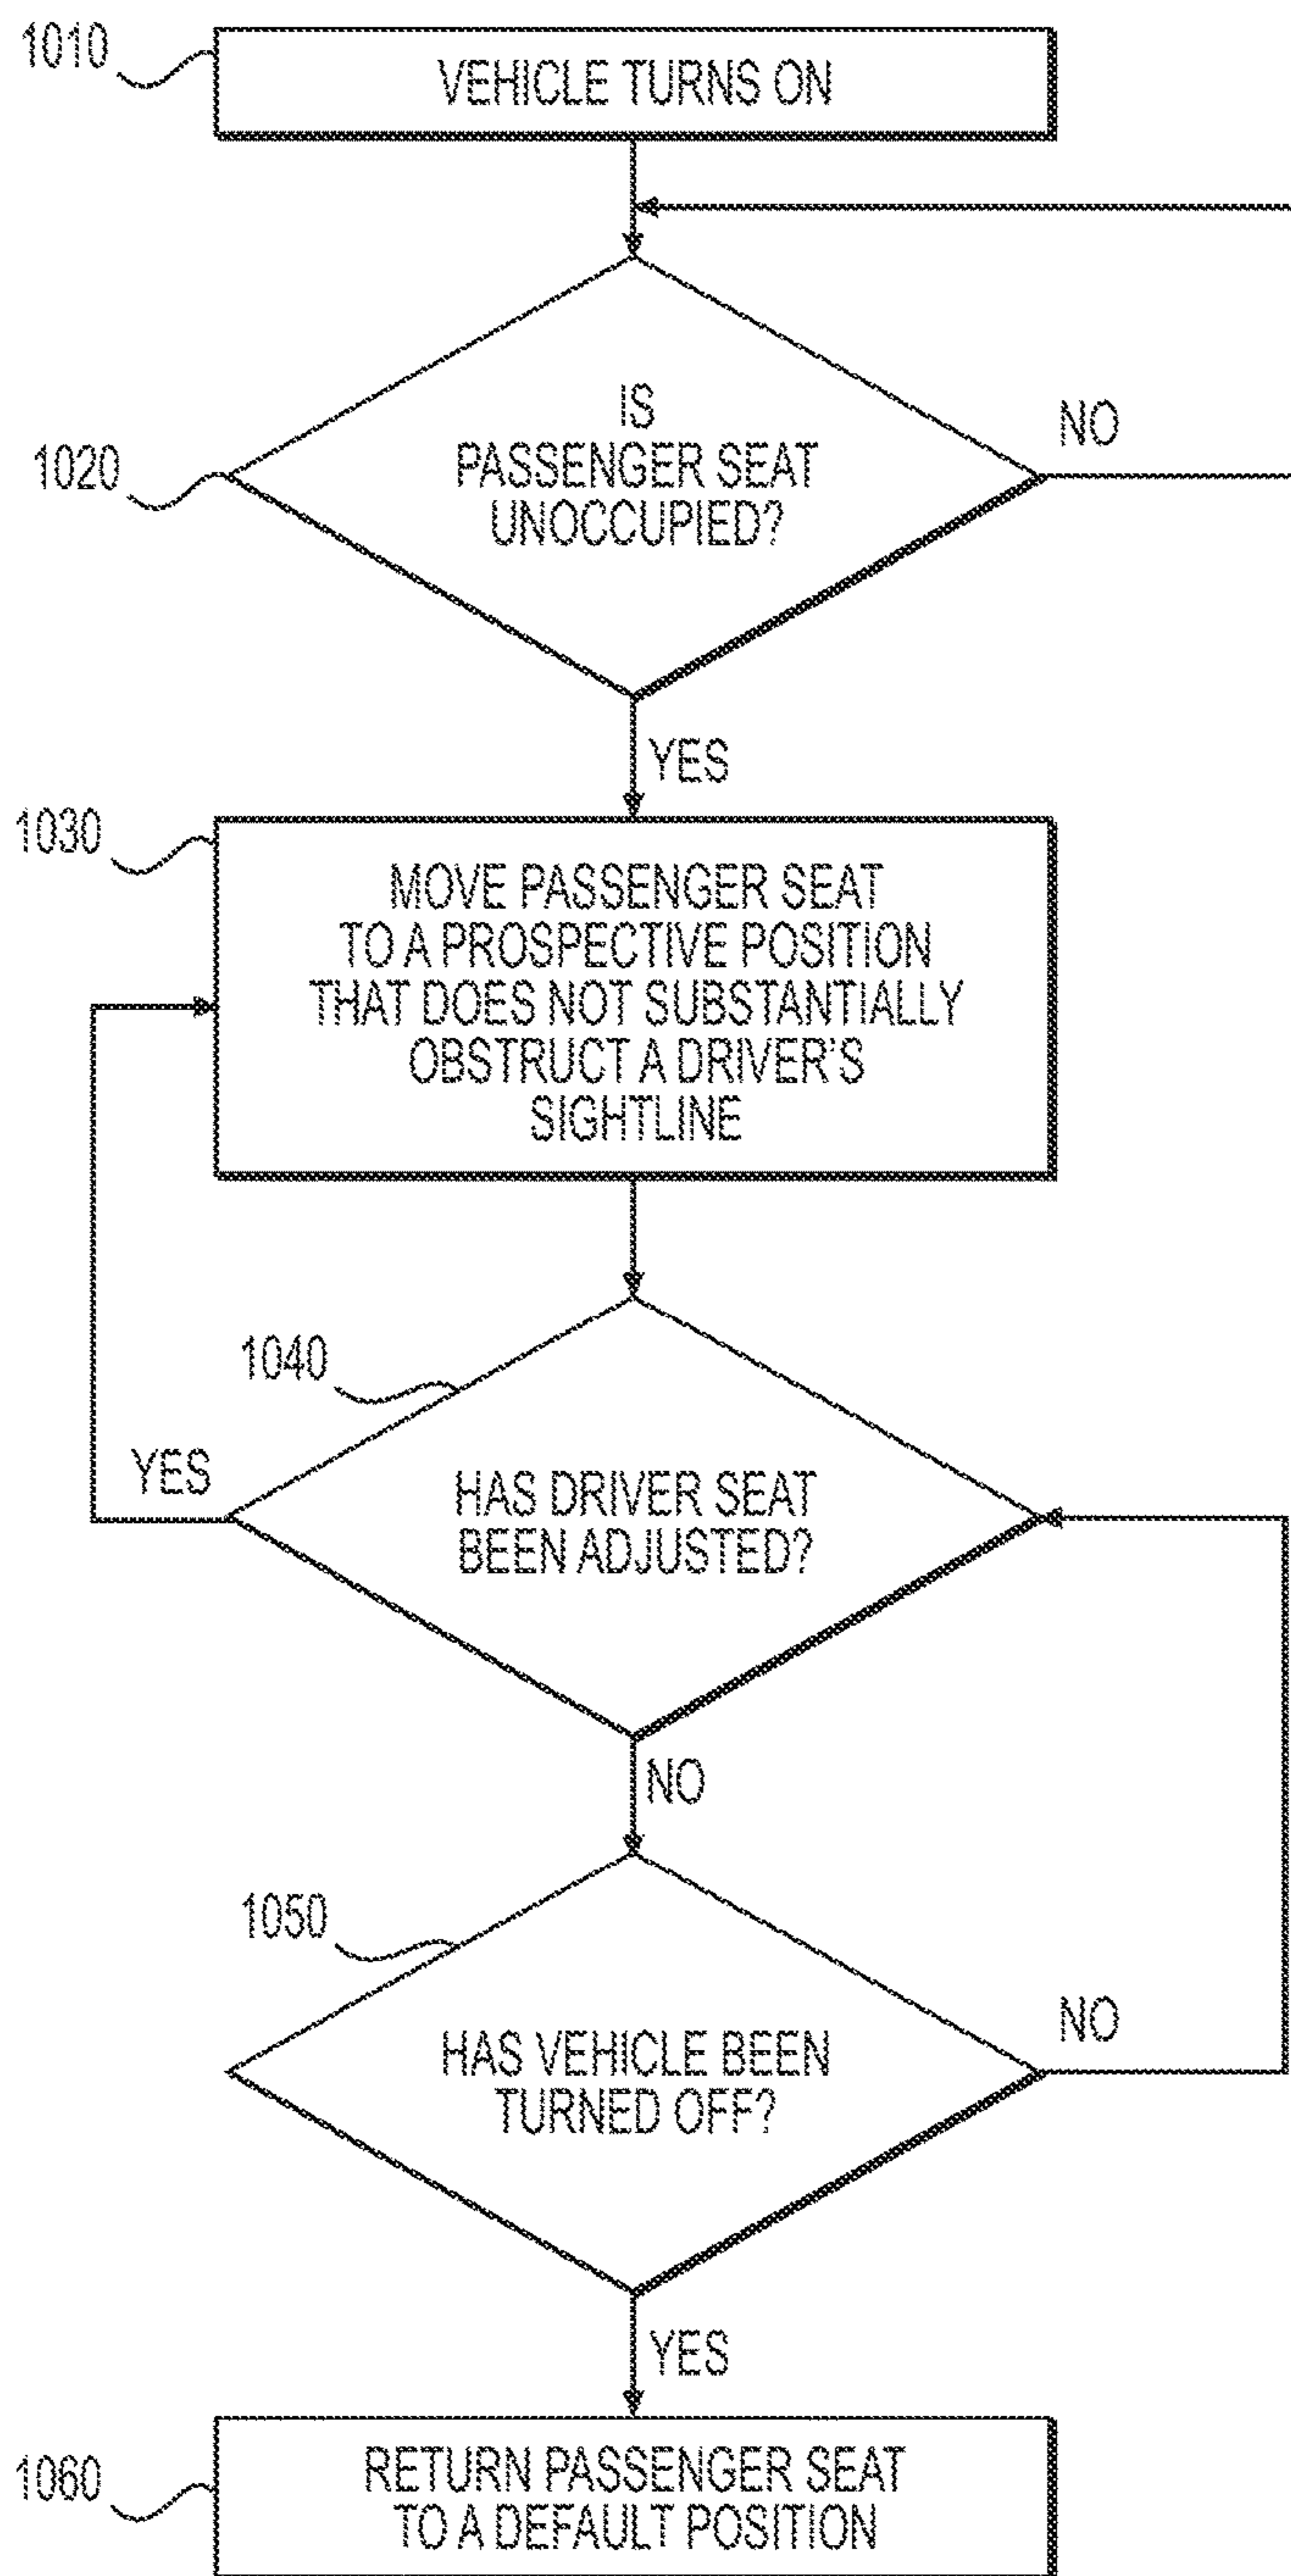 1010
VEHICLE TURNS ON
IS
PASSENGER SEAT
UNOCCUPIED?
NO
1020
YES
1030
MOVE PASSENGER SEAT
TO A PROSPECTIVE POSITION
THAT DOES NOT SUBSTANTIALLY
OBSTRUCT A DRIVER'S
SIGHTLINE
1040
YES
HAS DRIVER SEAT
BEEN ADJUSTED?
NO
1050
HAS VEHICLE BEEN
TURNED OFF?
NO
YES
1060
RETURN PASSENGER SEAT
TO A DEFAULT POSITION